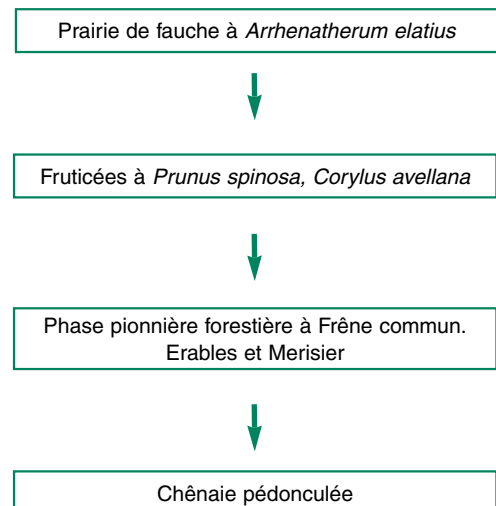 Prairie de fauche à Arrhenatherum elatius
Fruticées à Prunus spinosa, Corylus avellana
Phase pionnière forestière à Frêne commun.
Erables et Merisier
Chênaie pédonculée